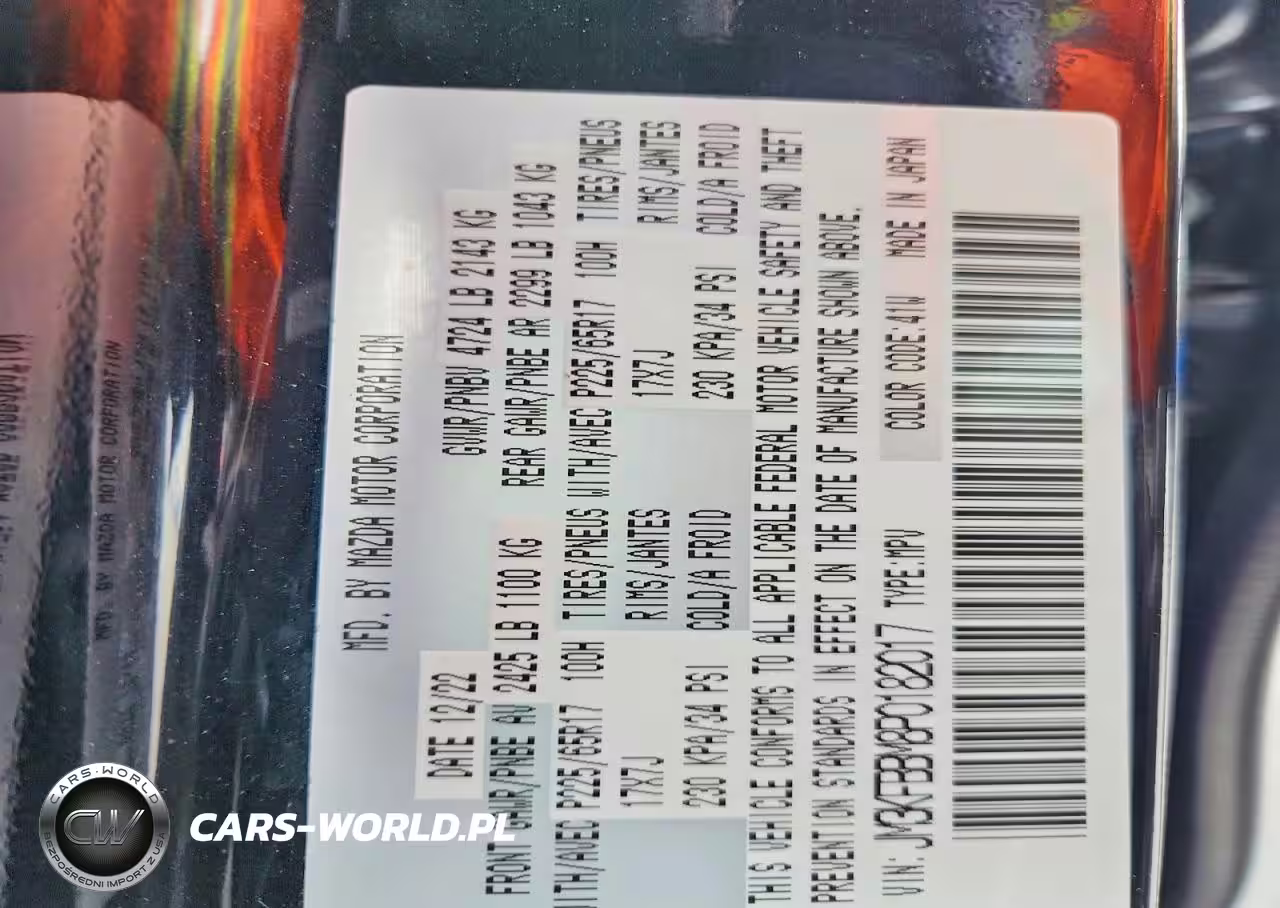 MFD. BY MAZDA MOTOR CORPORATION
DATE 12/22 GVWR/PNBV 4724 LB 2143 KG
FRONT GAWR/PNBE AV 2425 LB 1100 KG REAR GAWR/PNBE AR 2299 LB 1043 KG
WITH/AVEC P225/65R17 100H TIRES/PNEUS WITH/AVEC P225/65R17 100H TIRES/PNEUS
17X7J RIMS/JANTES 17X7J RIMS/JANTES
230 KPA/34 PSI COLD/A FROID 230 KPA/34 PSI COLD/A FROID
THIS VEHICLE CONFORMS TO ALL APPLICABLE FEDERAL MOTOR VEHICLE SAFETY AND THEFT
PREVENTION STANDARDS IN EFFECT ON THE DATE OF MANUFACTURE SHOWN ABOVE.
VIN: JM3KFBBM8P0182017 TYPE:MPV COLOR CODE:41W MADE IN JAPAN
MFD BY MAZDA MOTOR CORPORATION
CARS-WORLD
CW
BEZPOŚREDNI IMPORT Z USA
CARS-WORLD.PL